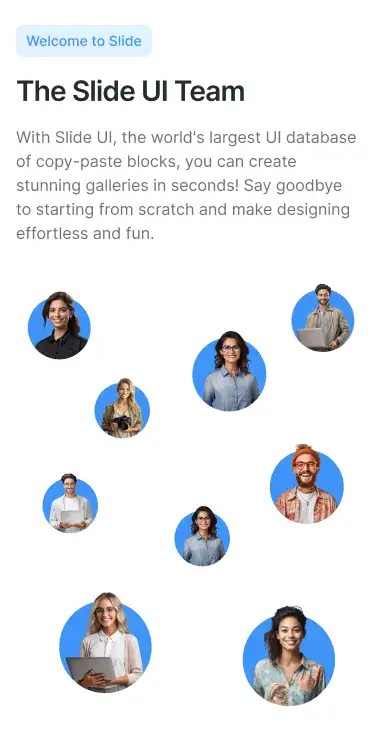 Welcome to Slide
The Slide UI Team
With Slide UI, the world's largest UI database
of copy-paste blocks, you can create
stunning galleries in seconds! Say goodbye
to starting from scratch and make designing
effortless and fun.